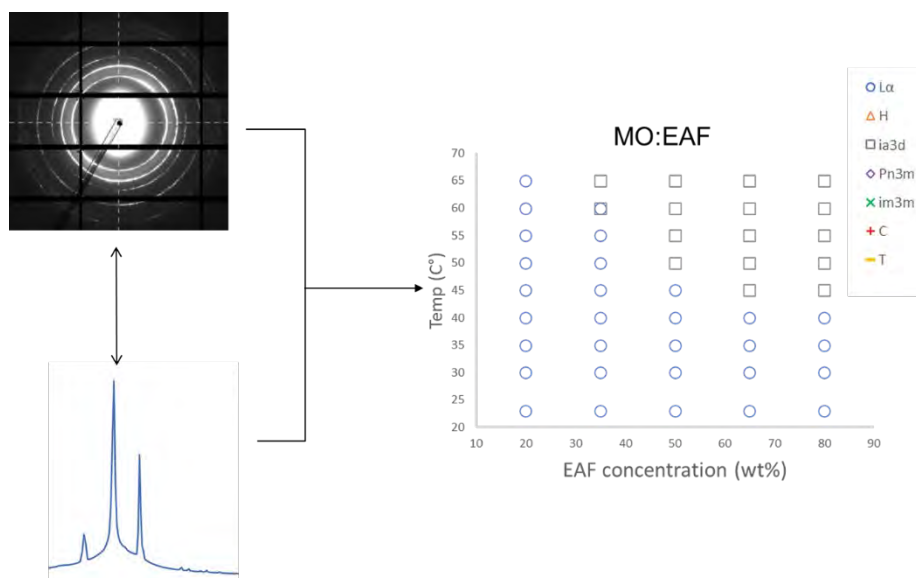 MO:EAF
Lα
H
ia3d
Pn3m
im3m
C
T
70
65
60
55
50
45
40
35
30
25
20
Temp (C°)
10 20 30 40 50 60 70 80 90
EAF concentration (wt%)